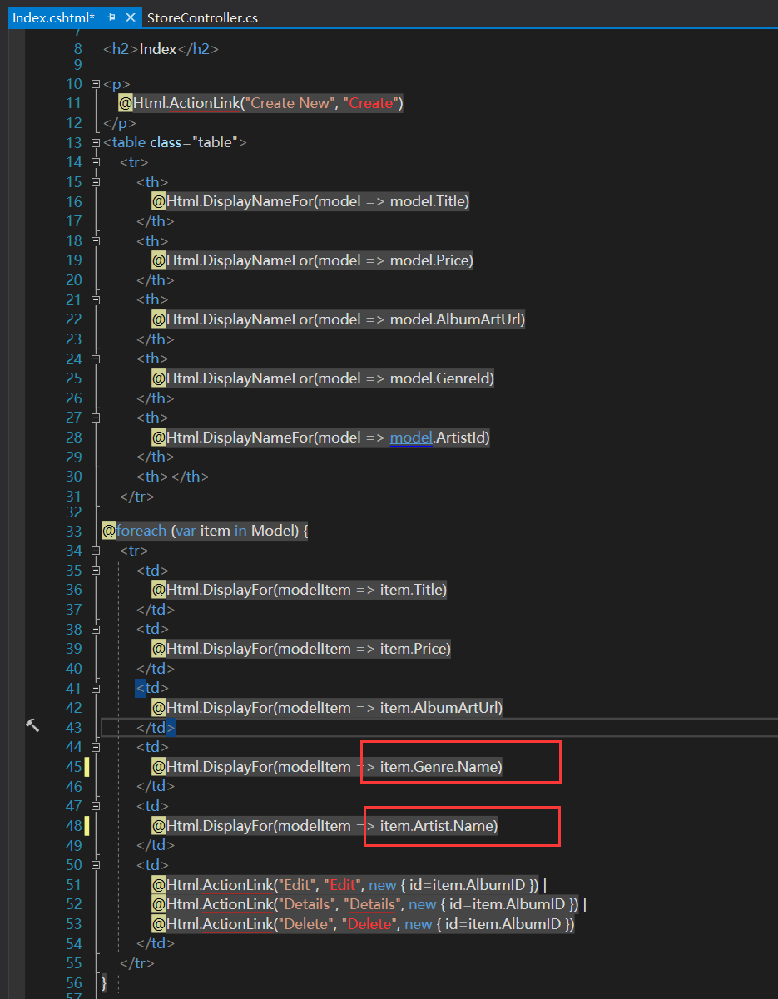 Index.cshtml* StoreController.cs
7
8 <h2>Index</h2>
9
10 <p>
11 @Html.ActionLink("Create New", "Create")
12 </p>
13 <table class="table">
14 <tr>
15 <th>
16 @Html.DisplayNameFor(model => model.Title)
17 </th>
18 <th>
19 @Html.DisplayNameFor(model => model.Price)
20 </th>
21 <th>
22 @Html.DisplayNameFor(model => model.AlbumArtUrl)
23 </th>
24 <th>
25 @Html.DisplayNameFor(model => model.GenreId)
26 </th>
27 <th>
28 @Html.DisplayNameFor(model => model.ArtistId)
29 </th>
30 <th></th>
31 </tr>
32
33 @foreach (var item in Model) {
34 <tr>
35 <td>
36 @Html.DisplayFor(modelItem => item.Title)
37 </td>
38 <td>
39 @Html.DisplayFor(modelItem => item.Price)
40 </td>
41 <td>
42 @Html.DisplayFor(modelItem => item.AlbumArtUrl)
43 </td>
44 <td>
45 @Html.DisplayFor(modelItem => item.Genre.Name)
46 </td>
47 <td>
48 @Html.DisplayFor(modelItem => item.Artist.Name)
49 </td>
50 <td>
51 @Html.ActionLink("Edit", "Edit", new { id=item.AlbumID }) |
52 @Html.ActionLink("Details", "Details", new { id=item.AlbumID }) |
53 @Html.ActionLink("Delete", "Delete", new { id=item.AlbumID })
54 </td>
55 </tr>
56 }
57